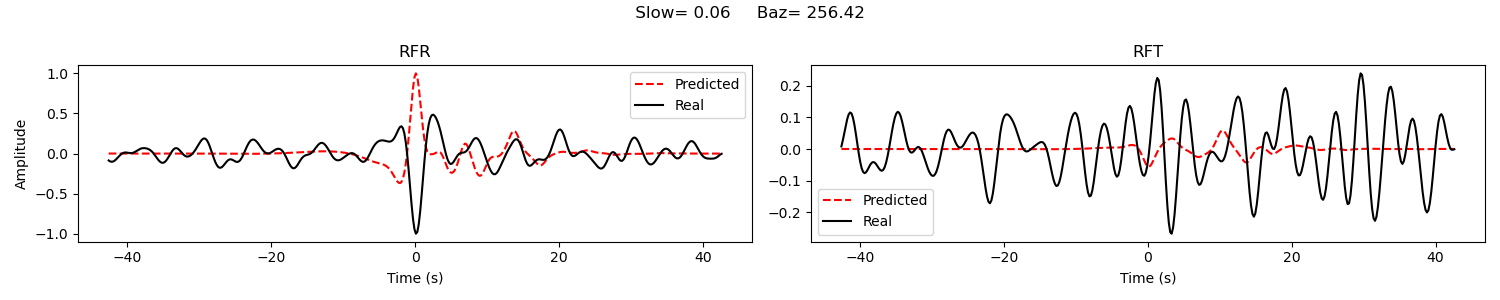 Slow= 0.06     Baz= 256.42
RFR
RFT
Amplitude
1.0
0.5
0.0
−0.5
−1.0
Predicted
Real
−40
−20
0
20
40
Time (s)
0.2
0.1
0.0
−0.1
−0.2
Predicted
Real
−40
−20
0
20
40
Time (s)